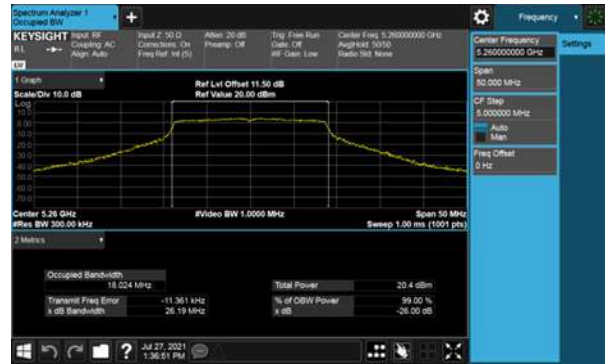 Spectrum Analyzer 1
Occupied BW
Frequency
KEYSIGHT Input: RF
R L
Coupling: AC
Align: Auto
Input Z: 50 Ω
Corrections: On
Freq Ref: Int (S)
Atten: 20 dB
Preamp: Off
Trig: Free Run
Gate: Off
#IF Gain: Low
Center Freq: 5.260000000 GHz
Avg|Hold: 50/50
Radio Std: None
LM
1 Graph
Scale/Div 10.0 dB
Ref Lvl Offset 11.50 dB
Ref Value 20.00 dBm
Log
10.0
0.00
-10.0
-20.0
-30.0
-40.0
-50.0
-60.0
-70.0
Center 5.26 GHz
#Res BW 300.00 kHz
#Video BW 1.0000 MHz
Span 50 MHz
Sweep 1.00 ms (1001 pts)
2 Metrics
Occupied Bandwidth
18.024 MHz
Transmit Freq Error -11.361 kHz
x dB Bandwidth 26.19 MHz
Total Power 20.4 dBm
% of OBW Power 99.00 %
x dB -26.00 dB
Center Frequency
5.260000000 GHz
Span
50.000 MHz
CF Step
5.000000 MHz
Auto
Man
Freq Offset
0 Hz
Settings
Jul 27, 2021
1:36:51 PM